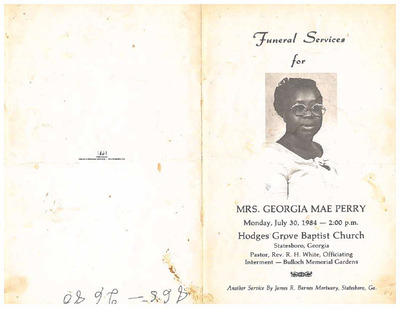 Funeral Services
for
MRS. GEORGIA MAE PERRY
Monday, July 30, 1984 — 2:00 p.m.
Hodges Grove Baptist Church
Statesboro, Georgia
Pastor, Rev. R. H. White, Officiating
Interment — Bulloch Memorial Gardens
Another Service By James R. Barnes Mortuary, Statesboro, Ga.